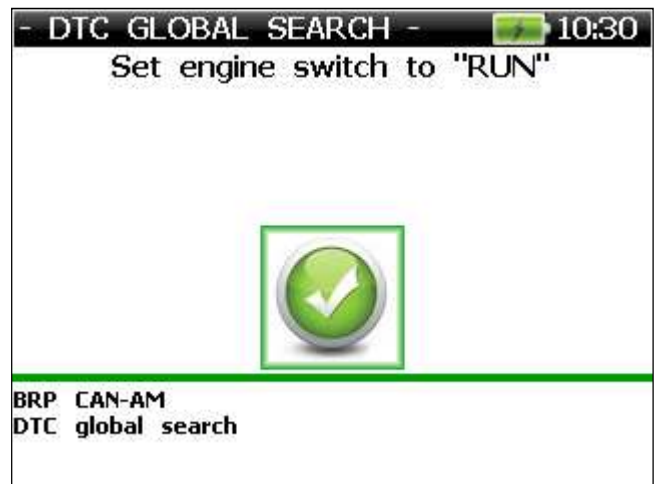 - DTC GLOBAL SEARCH - 10:30
Set engine switch to "RUN"
BRP CAN-AM
DTC global search